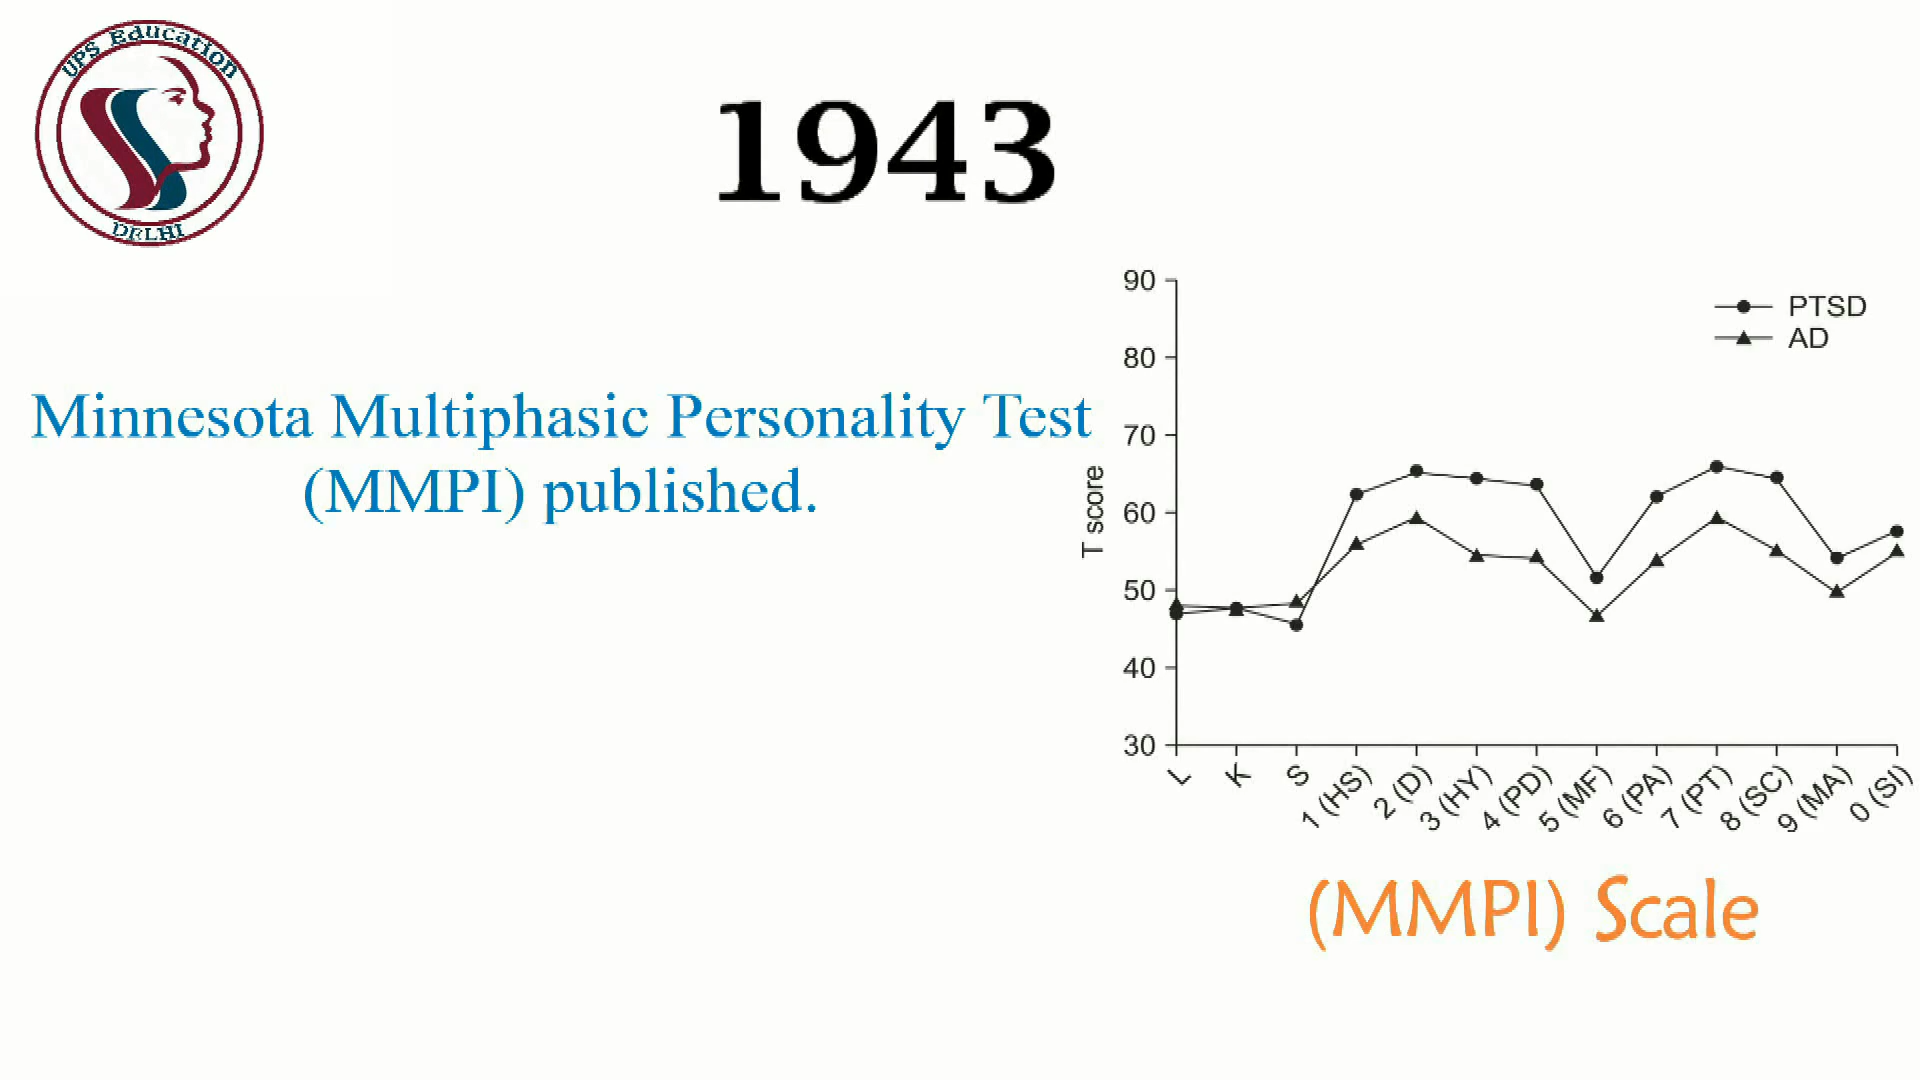 UPS Education
DELHI
1943
Minnesota Multiphasic Personality Test
(MMPI) published.
90
80
70
60
50
40
30
T score
PTSD
AD
L
K
S
1 (HS)
2 (D)
3 (HY)
4 (PD)
5 (MF)
6 (PA)
7 (PT)
8 (SC)
9 (MA)
0 (SI)
(MMPI) Scale